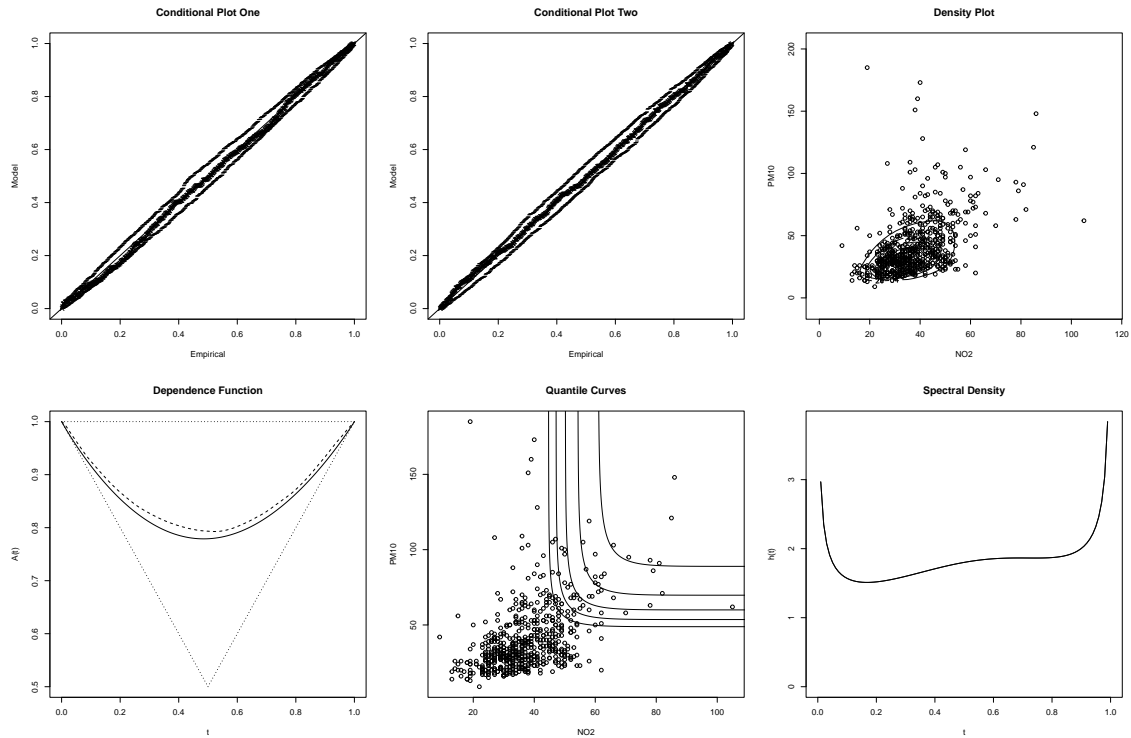 Conditional Plot One
1.0
0.8
0.6
0.4
0.2
0.0
Model
0.0 0.2 0.4 0.6 0.8 1.0
Empirical
Conditional Plot Two
1.0
0.8
0.6
0.4
0.2
0.0
Model
0.0 0.2 0.4 0.6 0.8 1.0
Empirical
Density Plot
200
150
100
50
0
PM10
0 20 40 60 80 100 120
NO2
Dependence Function
1.0
0.9
0.8
0.7
0.6
0.5
A(t)
0.0 0.2 0.4 0.6 0.8 1.0
t
Quantile Curves
150
100
50
PM10
20 40 60 80 100
NO2
Spectral Density
3
2
1
0
h(t)
0.0 0.2 0.4 0.6 0.8 1.0
t